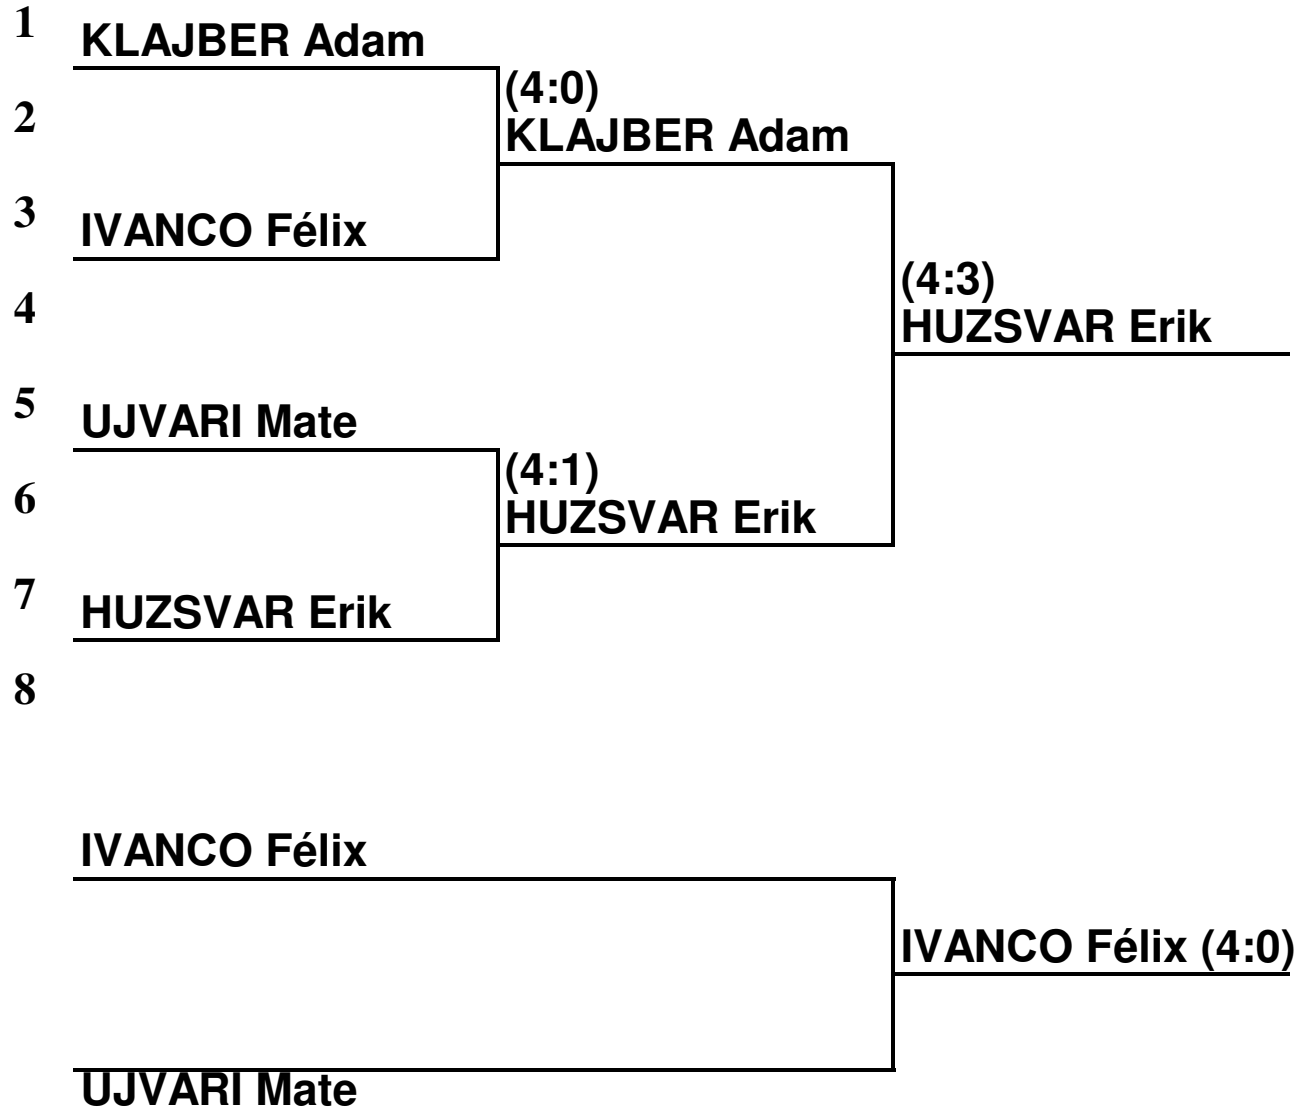 1
KLAJBER Adam
(4:0)
2
KLAJBER Adam
3
IVANCO Félix
(4:3)
4
HUZSVAR Erik
5
UJVARI Mate
(4:1)
6
HUZSVAR Erik
7
HUZSVAR Erik
8
IVANCO Félix
IVANCO Félix (4:0)
UJVARI Mate